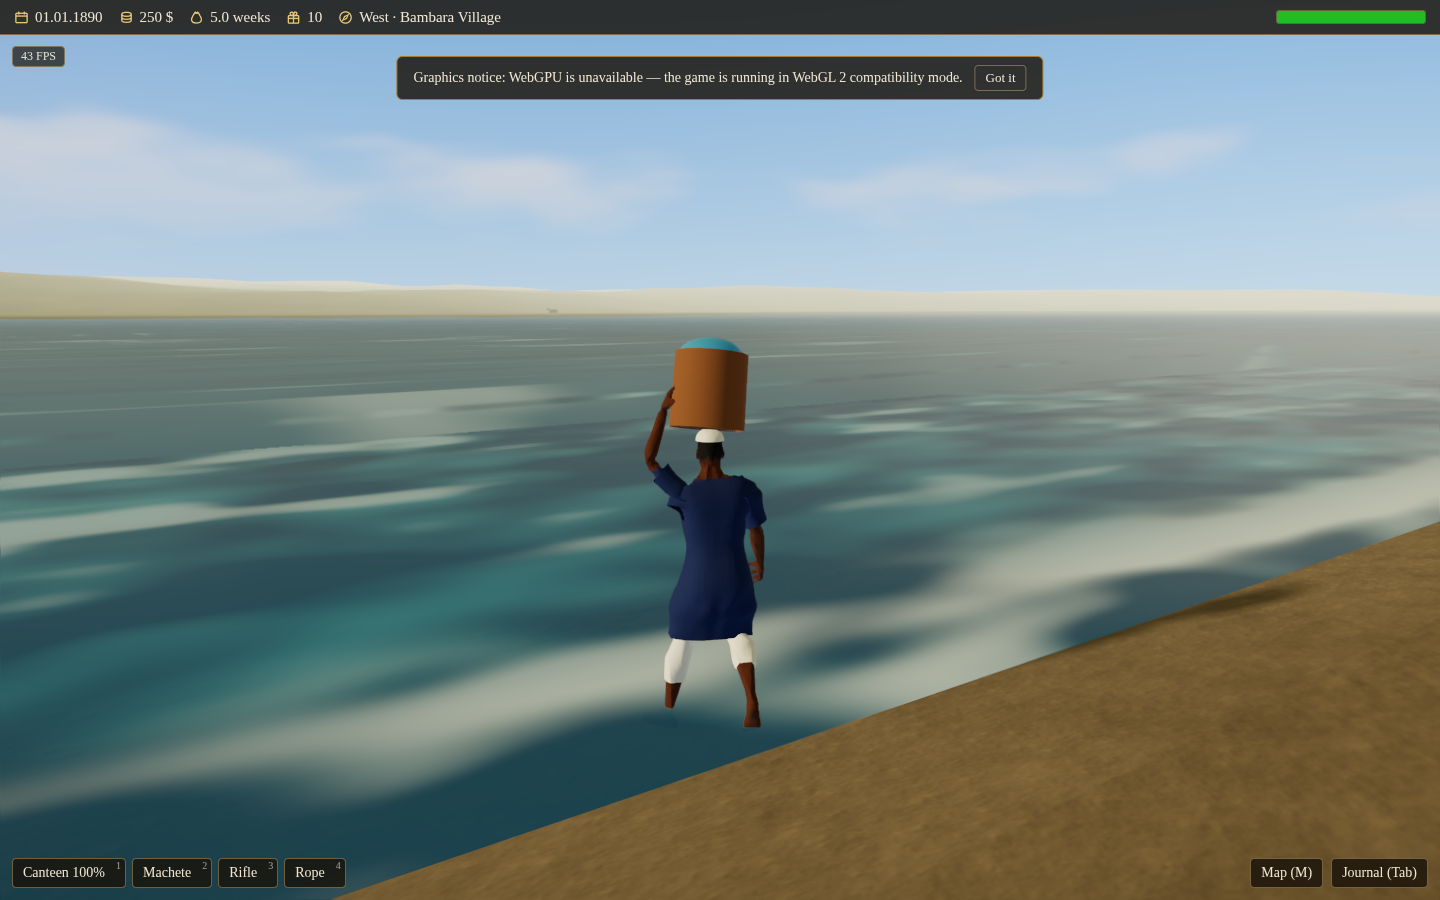 01.01.1890 250 $ 5.0 weeks 10 West · Bambara Village
43 FPS
Graphics notice: WebGPU is unavailable — the game is running in WebGL 2 compatibility mode. Got it
Canteen 100% 1 Machete 2 Rifle 3 Rope 4 Map (M) Journal (Tab)